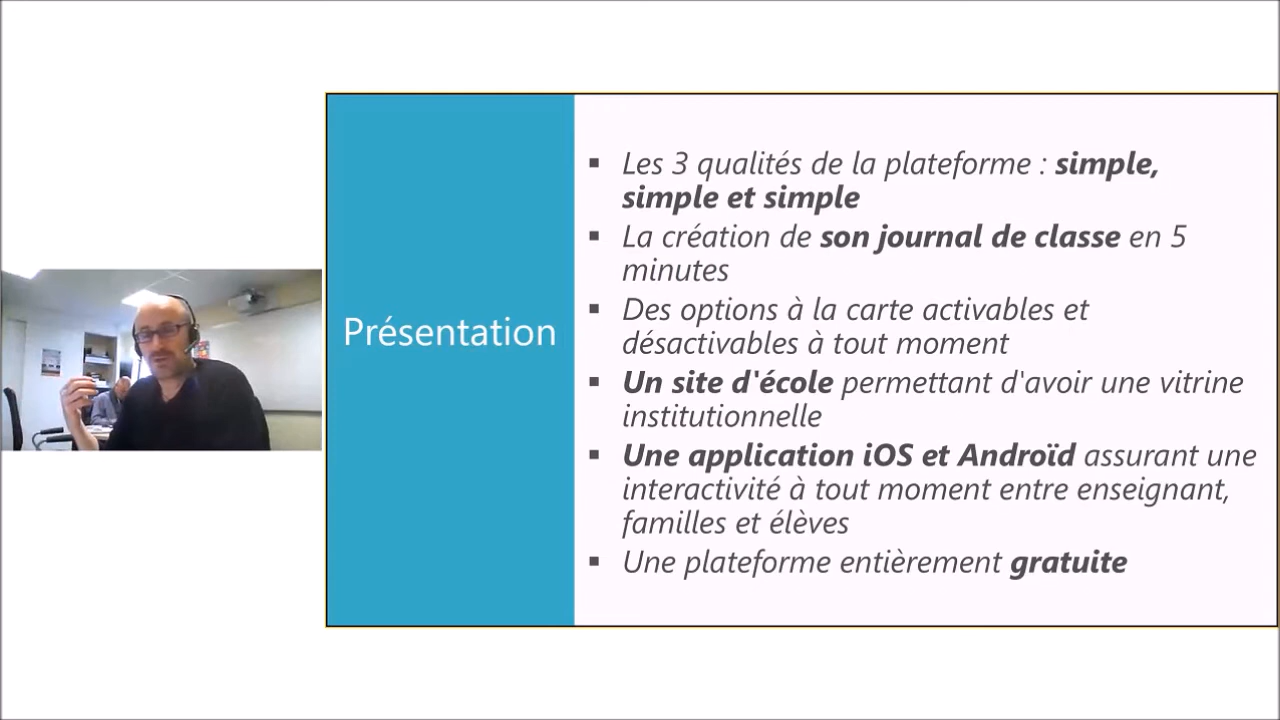 Présentation
▪ Les 3 qualités de la plateforme : simple,
simple et simple
▪ La création de son journal de classe en 5
minutes
▪ Des options à la carte activables et
désactivables à tout moment
▪ Un site d'école permettant d'avoir une vitrine
institutionnelle
▪ Une application iOS et Androïd assurant une
interactivité à tout moment entre enseignant,
familles et élèves
▪ Une plateforme entièrement gratuite